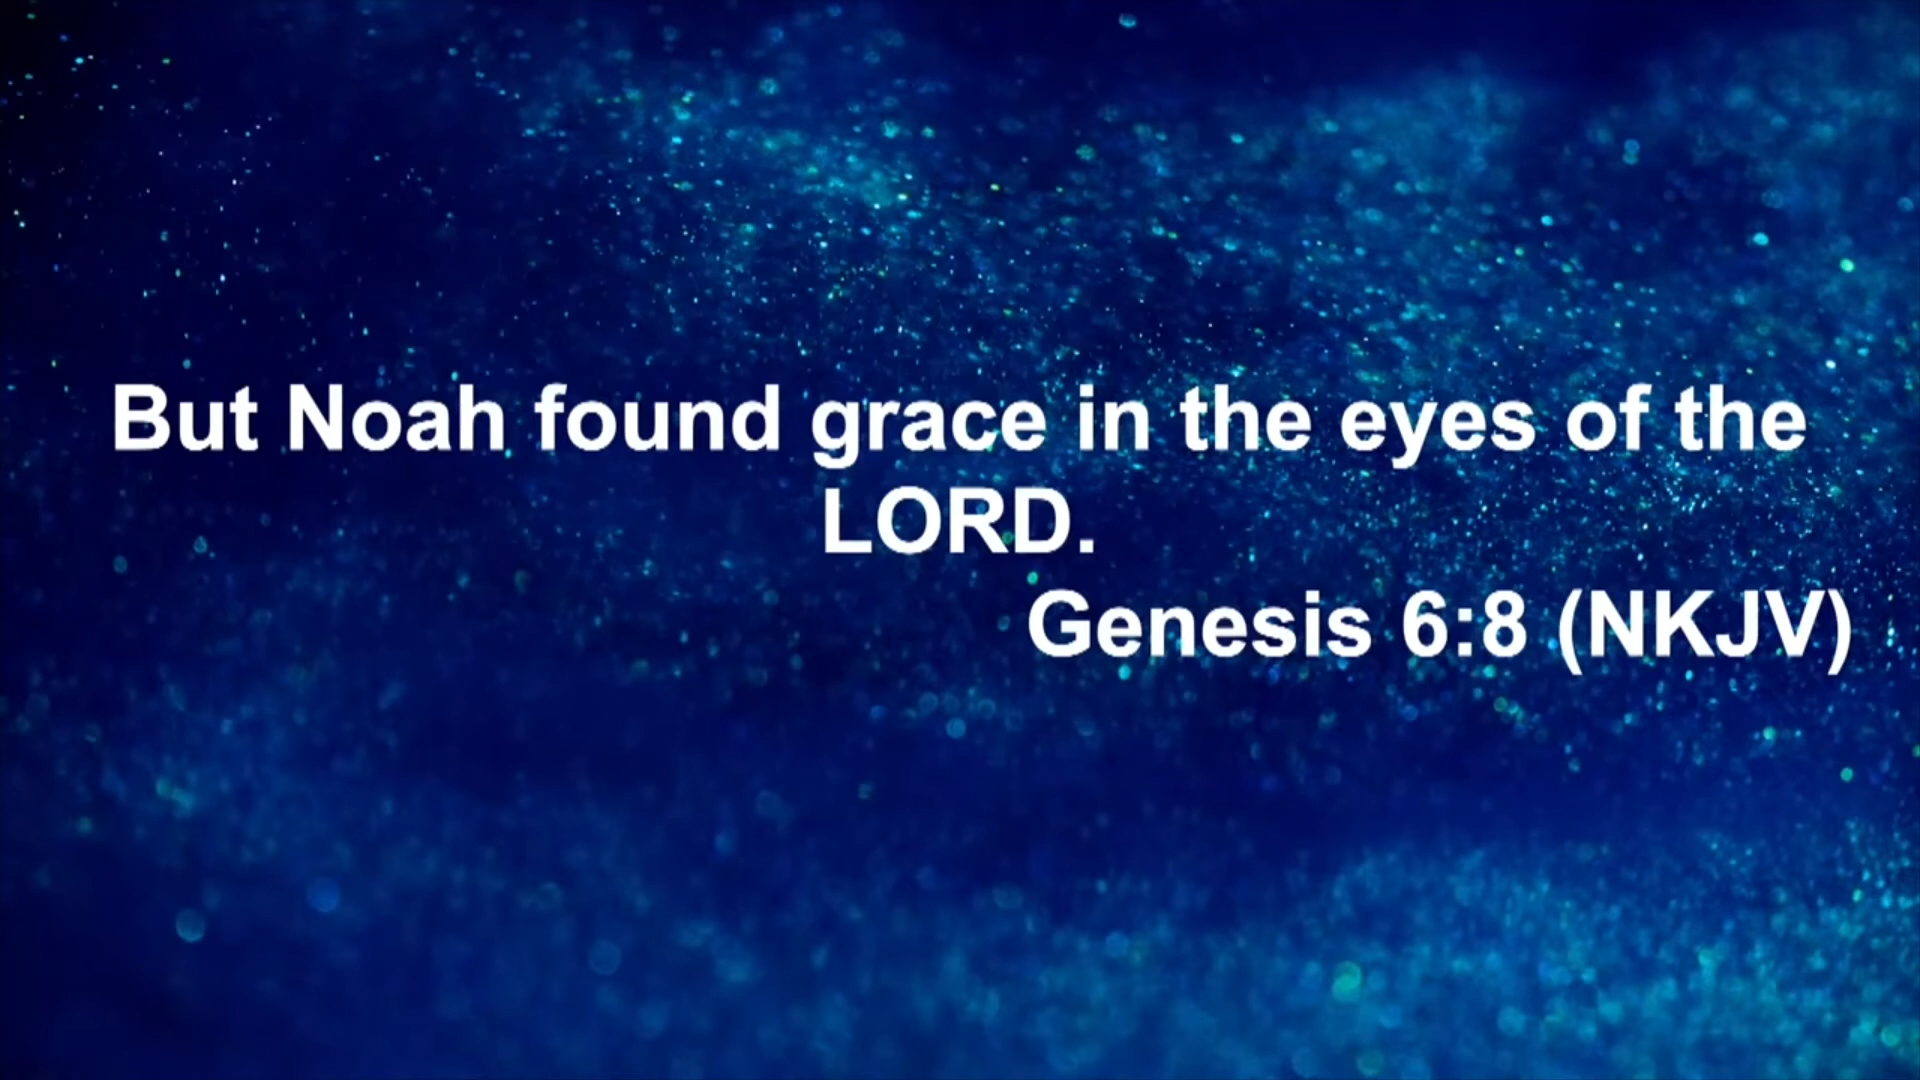 But Noah found grace in the eyes of the
LORD.
Genesis 6:8 (NKJV)